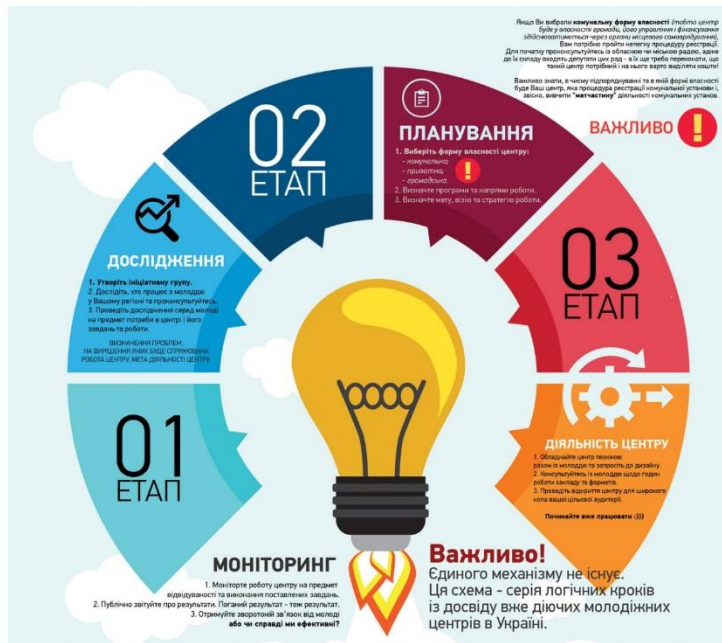 Якщо Ви вибрали комунальну форму власності (тобто центр
буде у власності громади, його управління і фінансування
здійснюватиметься через органи місцевого самоврядування),
Вам потрібно пройти нелегку процедуру реєстрації.
Для початку проконсультуйтесь із обласною чи міською радою, адже
до їх складу входять депутати цих рад - а їх ще треба переконати, що
такий центр потрібний і на нього варто виділяти кошти!
Важливо знати, в чиєму підпорядкуванні та в якій формі власності
буде Ваш центр, яка процедура реєстрації комунальної установи і,
звісно, вивчити "матчастину" діяльності комунальних установ.
ВАЖЛИВО
02
ЕТАП
ПЛАНУВАННЯ
1. Виберіть форму власності центру:
- комунальна;
- приватна;
- громадська.
2. Визначте програми та напрями роботи.
3. Визначте мету, візію та стратегію роботи.
ДОСЛІДЖЕННЯ
1. Утворіть ініціативну групу.
2. Дослідіть, хто працює з молоддю
у Вашому регіоні та проконсультуйтесь.
3. Проведіть дослідження серед молоді
на предмет потреби в центрі і його
завдань та роботи.
ВИЗНАЧЕННЯ ПРОБЛЕМ,
НА ВИРІШЕННЯ ЯКИХ БУДЕ СПРЯМОВАНА
РОБОТА ЦЕНТРУ. МЕТА ДІЯЛЬНОСТІ ЦЕНТРУ.
03
ЕТАП
01
ЕТАП
ДІЯЛЬНІСТЬ ЦЕНТРУ
1. Обладнайте центр технікою
разом із молоддю та запросіть до дизайну.
2. Консультуйтесь із молоддю щодо годин
роботи закладу та форматів.
3. Проведіть відкриття центру для широкого
кола вашої цільової аудиторії.
Починайте вже працювати :)))
МОНІТОРИНГ
1. Моніторте роботу центру на предмет
відвідуваності та виконання поставлених завдань.
2. Публічно звітуйте про результати. Поганий результат - теж результат.
3. Отримуйте зворотній зв'язок від молоді
або чи справді ми ефективні?
Важливо!
Єдиного механізму не існує.
Ця схема - серія логічних кроків
із досвіду вже діючих молодіжних
центрів в Україні.